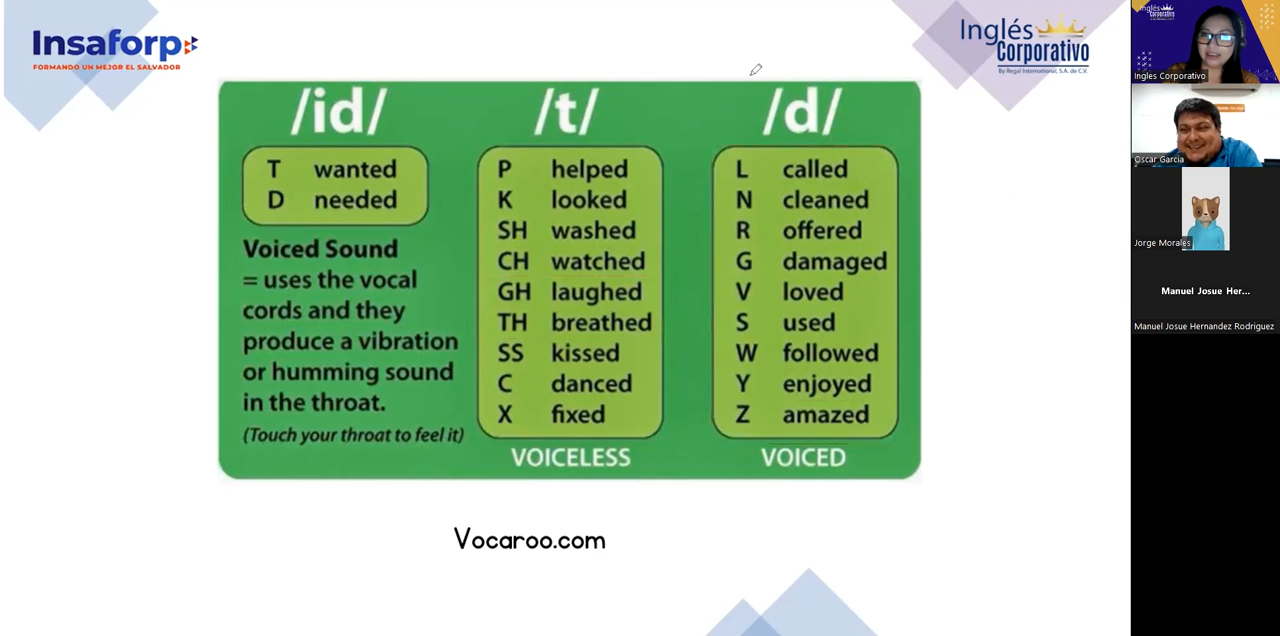 Insaforp
FORMANDO UN MEJOR EL SALVADOR
Inglés
Corporativo
By Regal International, S.A. de C.V.
/id/
T wanted
D needed
Voiced Sound
= uses the vocal
cords and they
produce a vibration
or humming sound
in the throat.
(Touch your throat to feel it)
/t/
P helped
K looked
SH washed
CH watched
GH laughed
TH breathed
SS kissed
C danced
X fixed
VOICELESS
/d/
L called
N cleaned
R offered
G damaged
V loved
S used
W followed
Y enjoyed
Z amazed
VOICED
Vocaroo.com
Inglés
Corporativo
Ingles Corporativo
Oscar Garcia
Jorge Morales
Manuel Josue Her...
Manuel Josue Hernandez Rodriguez